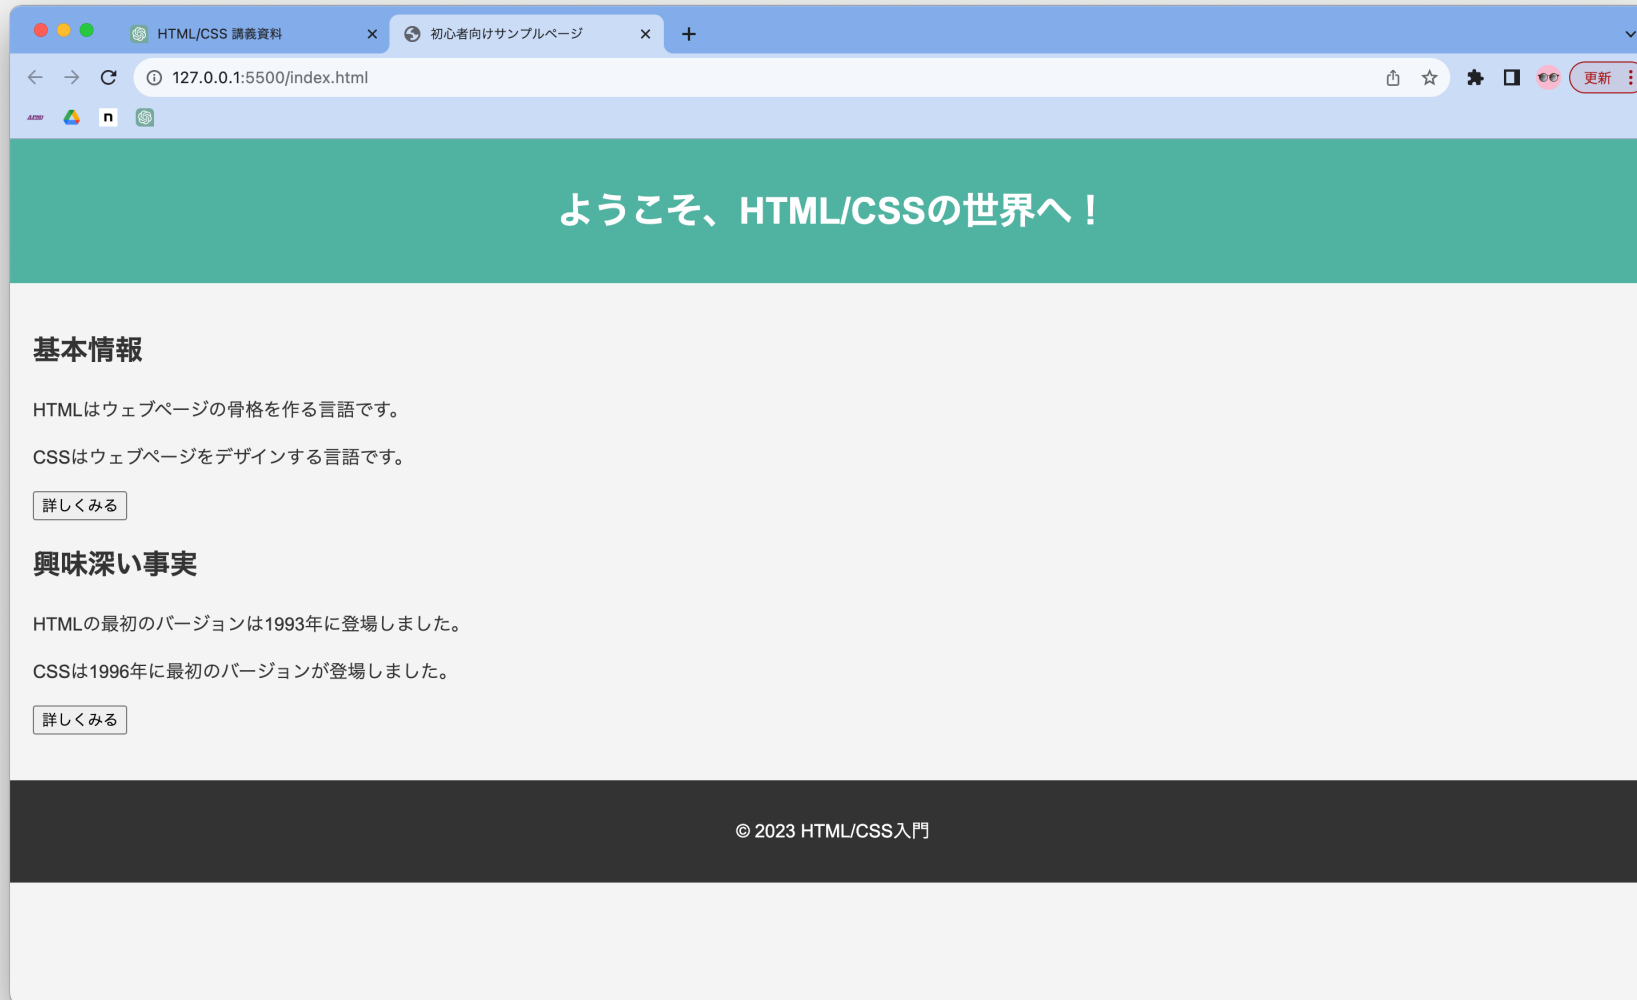 HTML/CSS 講義資料
初心者向けサンプルページ
127.0.0.1:5500/index.html
更新
n
ようこそ、HTML/CSSの世界へ！
基本情報
HTMLはウェブページの骨格を作る言語です。
CSSはウェブページをデザインする言語です。
詳しくみる
興味深い事実
HTMLの最初のバージョンは1993年に登場しました。
CSSは1996年に最初のバージョンが登場しました。
詳しくみる
© 2023 HTML/CSS入門